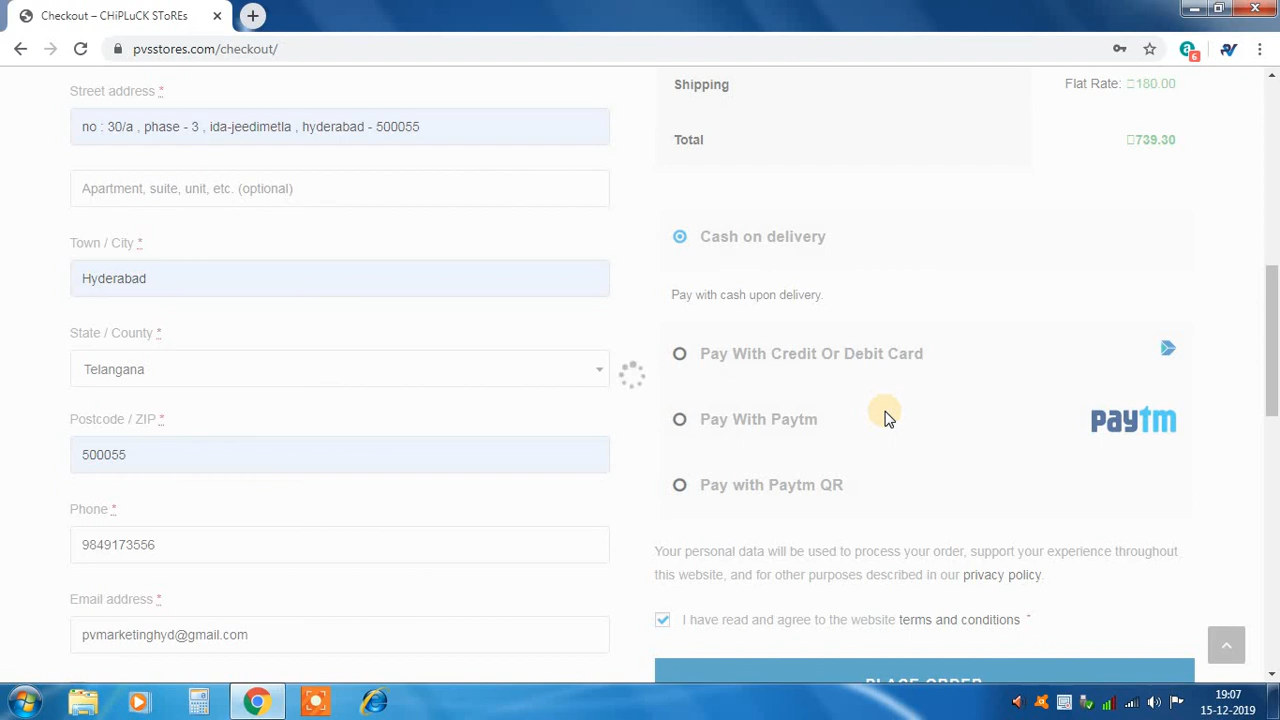 Checkout – CHiPLuCK SToREs
pvsstores.com/checkout/
6
Street address *
no : 30/a , phase - 3 , ida-jeedimetla , hyderabad - 500055
Apartment, suite, unit, etc. (optional)
Town / City *
Hyderabad
State / County *
Telangana
Postcode / ZIP *
500055
Phone *
9849173556
Email address *
pvmarketinghyd@gmail.com
Shipping Flat Rate: 180.00
Total 739.30
Cash on delivery
Pay with cash upon delivery.
Pay With Credit Or Debit Card
Pay With Paytm paytm
Pay with Paytm QR
Your personal data will be used to process your order, support your experience throughout
this website, and for other purposes described in our privacy policy.
I have read and agree to the website terms and conditions *
PLACE ORDER
19:07
15-12-2019